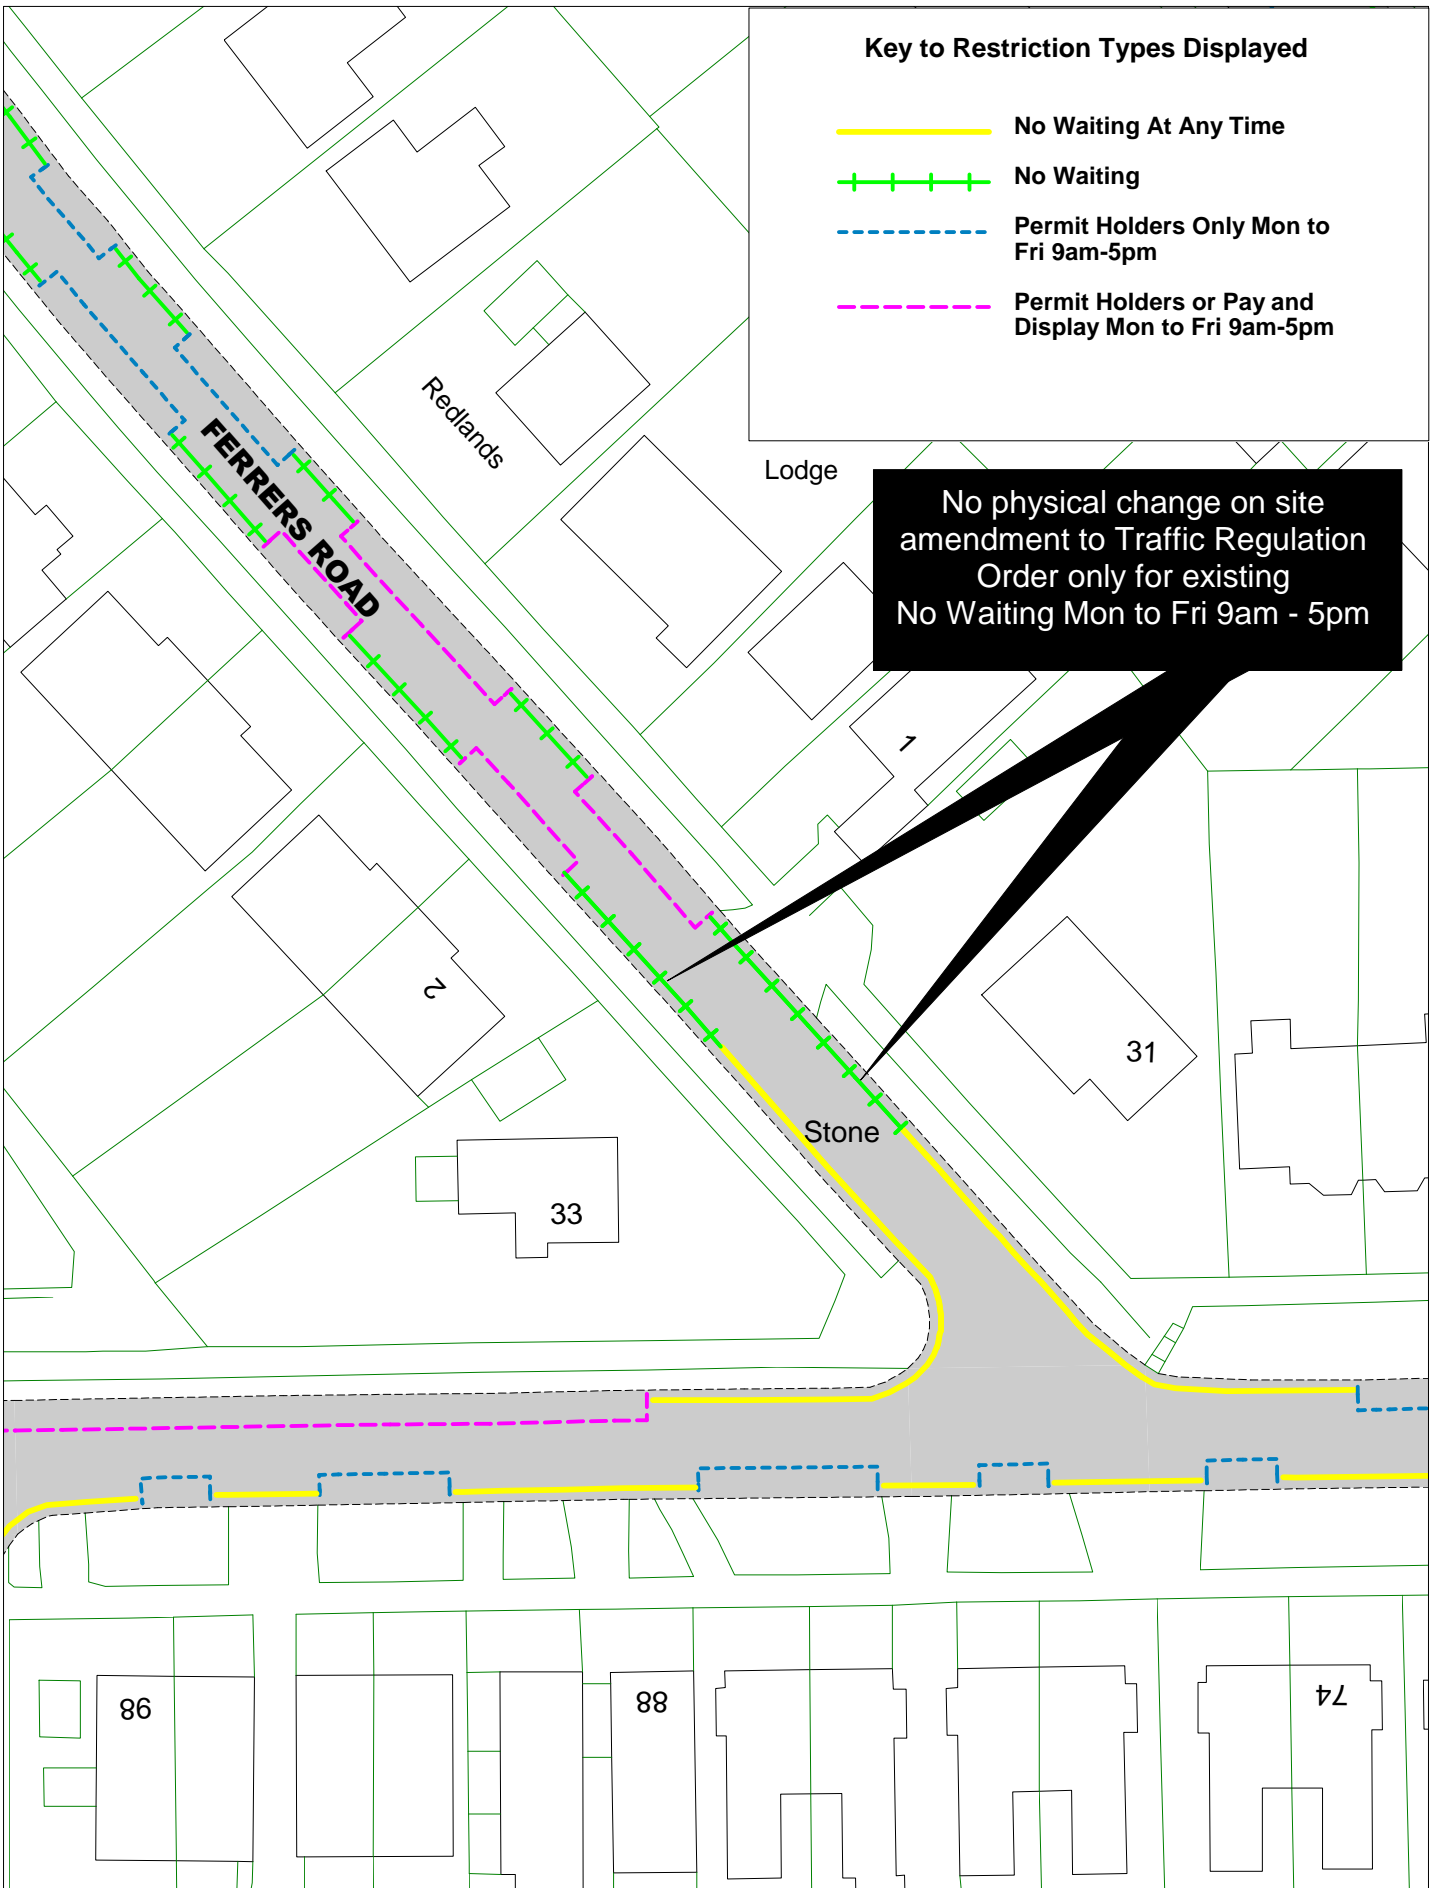 Key to Restriction Types Displayed
No Waiting At Any Time
No Waiting
Permit Holders Only Mon to
Fri 9am-5pm
Permit Holders or Pay and
Display Mon to Fri 9am-5pm
Redlands
Lodge
FERRERS ROAD
No physical change on site
amendment to Traffic Regulation
Order only for existing
No Waiting Mon to Fri 9am - 5pm
1
2
31
Stone
33
98
88
74